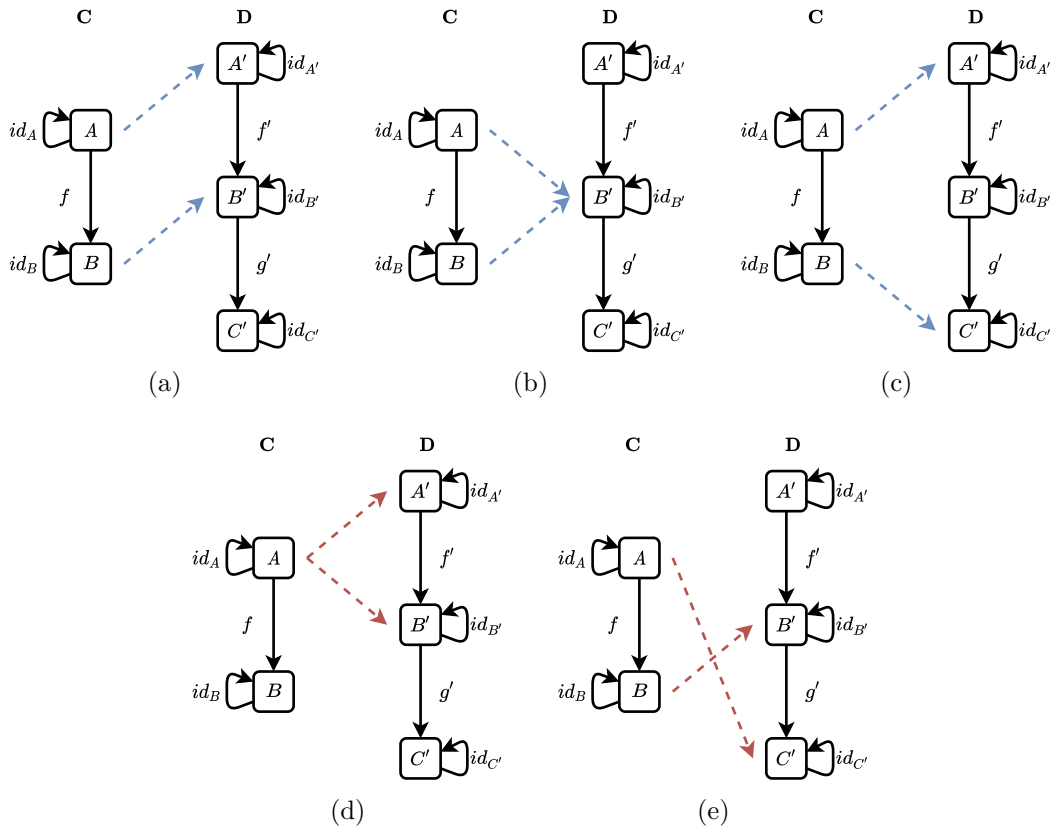 C D C D C D
A′ id_{A′} A′ id_{A′} A′ id_{A′}
id_A A f′ id_A A f′ id_A A f′
f B′ id_{B′} f B′ id_{B′} f B′ id_{B′}
id_B B g′ id_B B g′ id_B B g′
C′ id_{C′} C′ id_{C′} C′ id_{C′}
(a) (b) (c)
C D C D
A′ id_{A′} A′ id_{A′}
id_A A f′ id_A A f′
f B′ id_{B′} f B′ id_{B′}
id_B B g′ id_B B g′
C′ id_{C′} C′ id_{C′}
(d) (e)